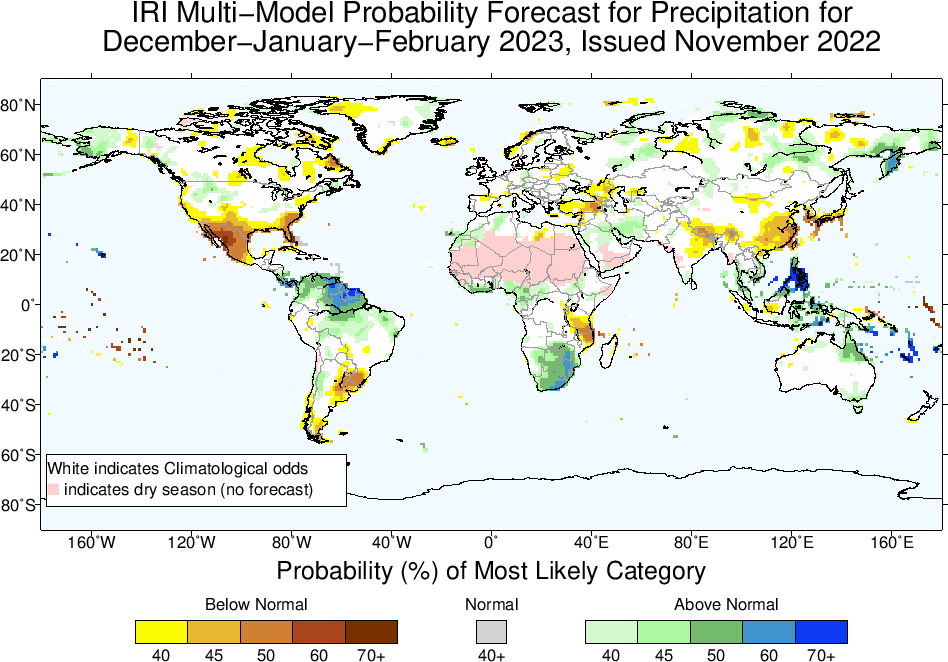 IRI Multi−Model Probability Forecast for Precipitation for
December−January−February 2023, Issued November 2022
80˚N
60˚N
40˚N
20˚N
0˚
20˚S
40˚S
60˚S
80˚S
White indicates Climatological odds
indicates dry season (no forecast)
160˚W 120˚W 80˚W 40˚W 0˚ 40˚E 80˚E 120˚E 160˚E
Probability (%) of Most Likely Category
Below Normal Normal Above Normal
40 45 50 60 70+ 40+ 40 45 50 60 70+